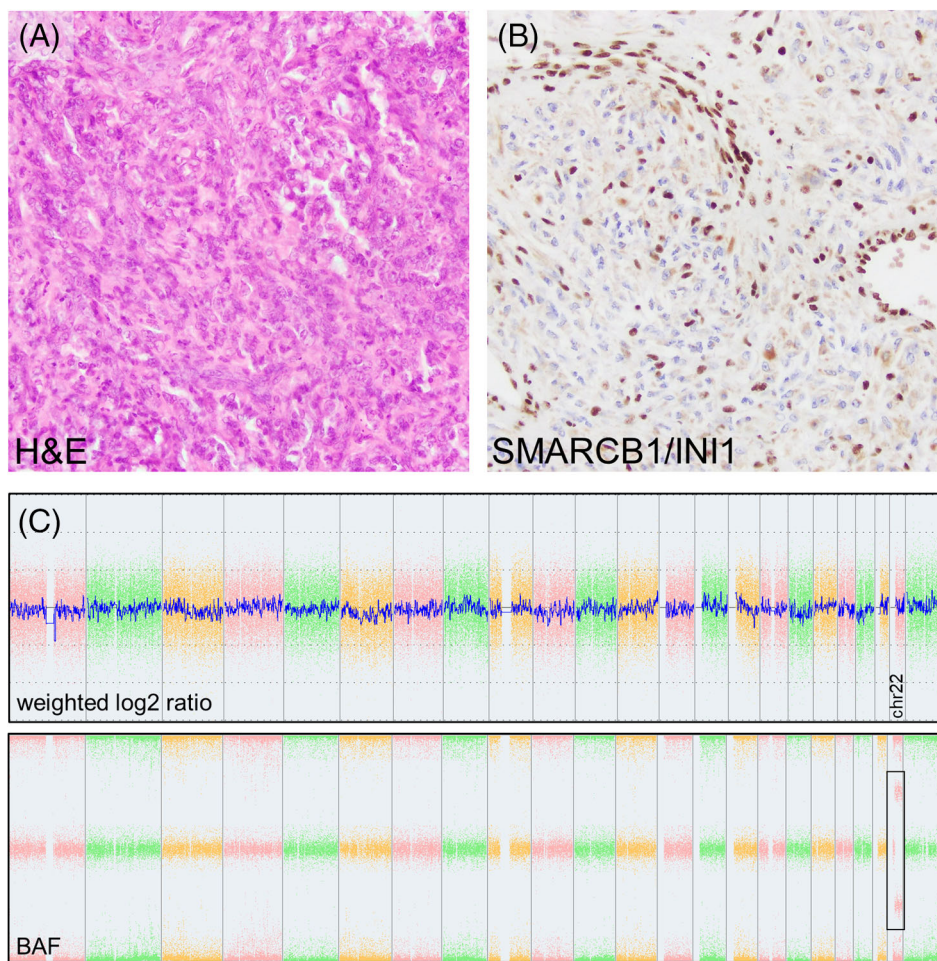 (A)
(B)
H&E
SMARCB1/INI1
(C)
weighted log2 ratio
chr22
BAF